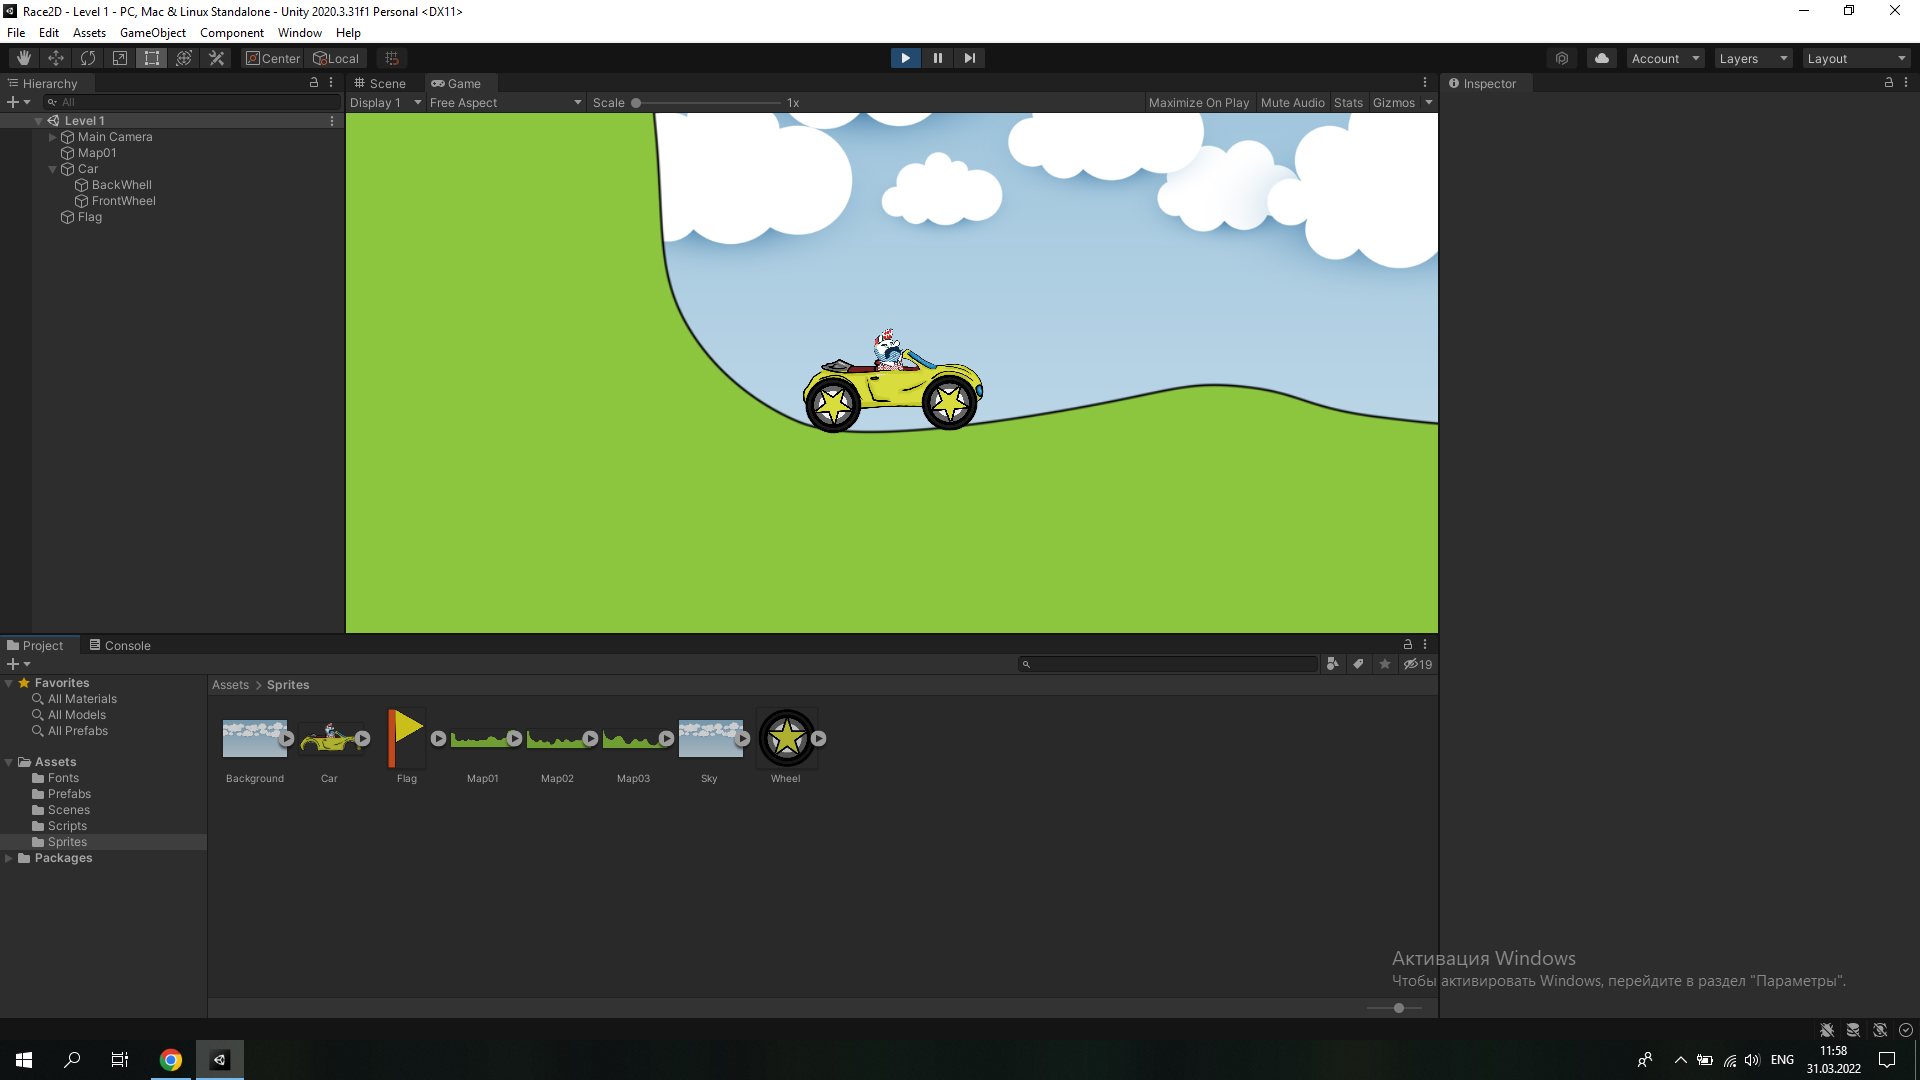 Race2D - Level 1 - PC, Mac & Linux Standalone - Unity 2020.3.31f1 Personal <DX11>
File Edit Assets GameObject Component Window Help
Center Local Account Layers Layout
Hierarchy
All
Level 1
Main Camera
Map01
Car
BackWhell
FrontWheel
Flag
Scene Game
Display 1 Free Aspect Scale 1x Maximize On Play Mute Audio Stats Gizmos
Inspector
Project Console
19
Favorites
All Materials
All Models
All Prefabs
Assets
Fonts
Prefabs
Scenes
Scripts
Sprites
Packages
Assets > Sprites
Background Car Flag Map01 Map02 Map03 Sky Wheel
Активация Windows
Чтобы активировать Windows, перейдите в раздел "Параметры".
ENG
11:58
31.03.2022